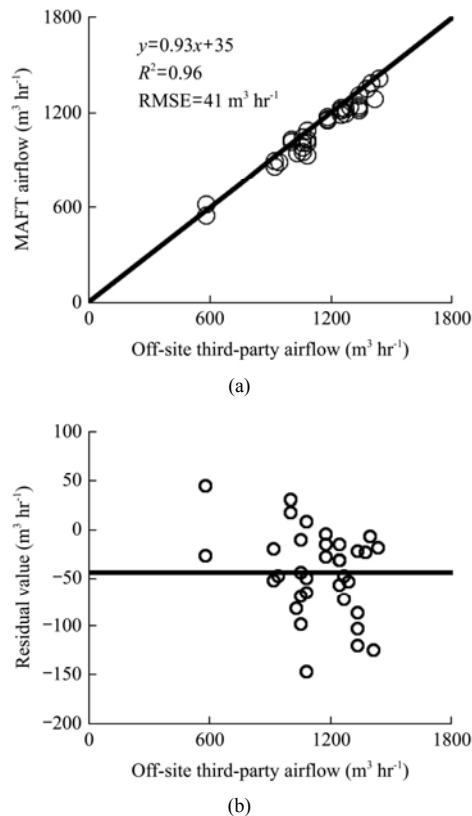 1800
y=0.93x+35
R²=0.96
RMSE=41 m³ hr⁻¹
1200
600
0
MAFT airflow (m³ hr⁻¹)
0 600 1200 1800
Off-site third-party airflow (m³ hr⁻¹)
(a)
100
50
0
−50
−100
−150
−200
Residual value (m³ hr⁻¹)
0 600 1200 1800
Off-site third-party airflow (m³ hr⁻¹)
(b)